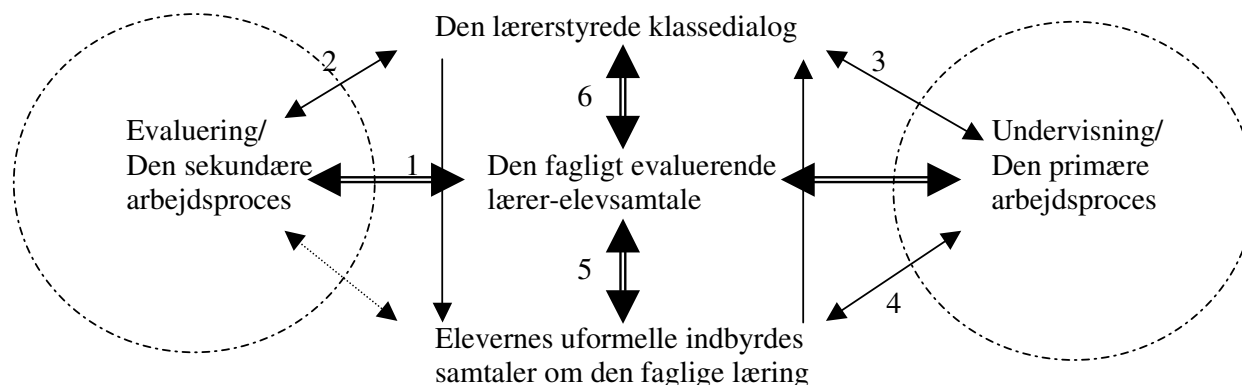 Den lærerstyrede klassedialog
2
3
6
Evaluering/
Den sekundære
arbejdsproces
1
Den fagligt evaluerende
lærer-elevsamtale
Undervisning/
Den primære
arbejdsproces
5
4
Elevernes uformelle indbyrdes
samtaler om den faglige læring